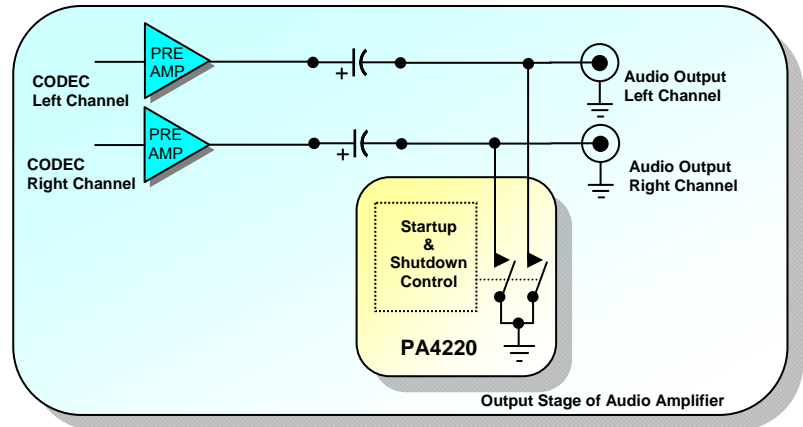 PRE
AMP
+
CODEC
Left Channel
Audio Output
Left Channel
PRE
AMP
+
CODEC
Right Channel
Audio Output
Right Channel
Startup
&
Shutdown
Control
PA4220
Output Stage of Audio Amplifier